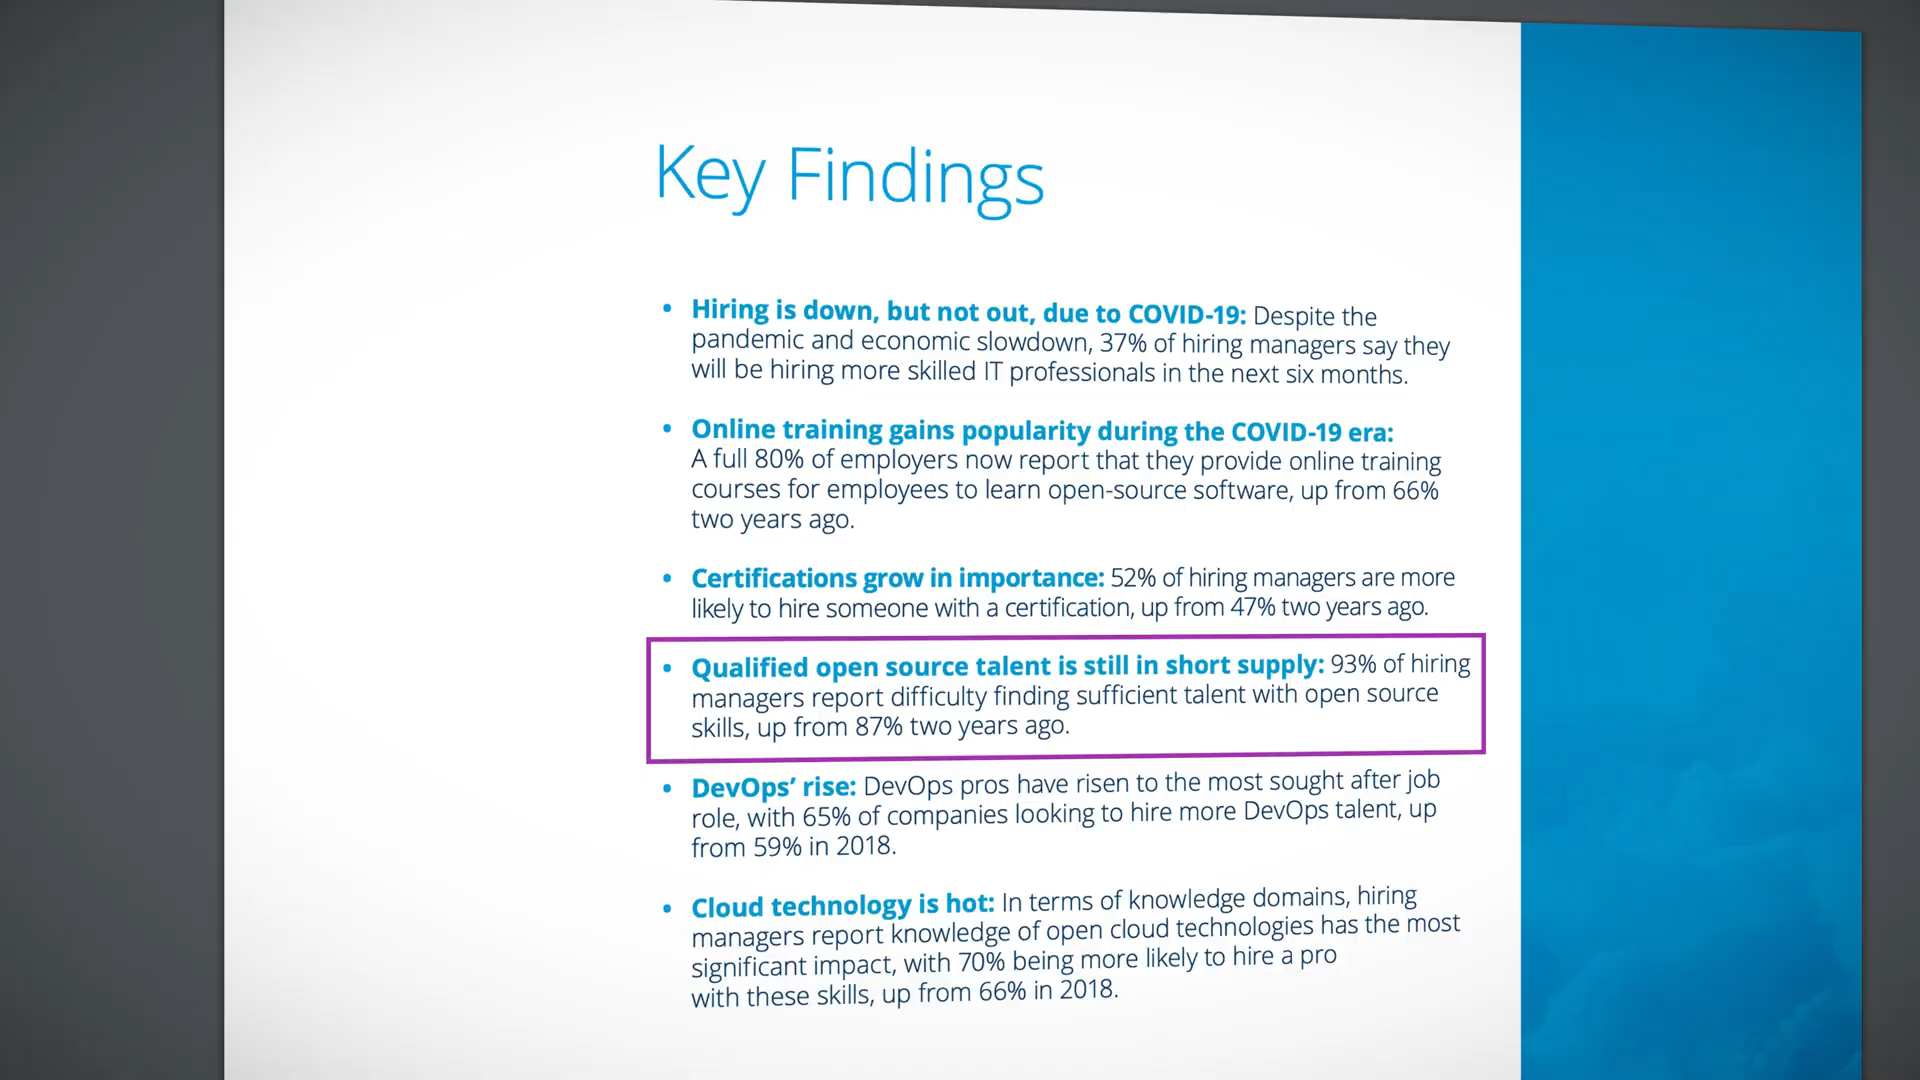 Key Findings
• Hiring is down, but not out, due to COVID-19: Despite the
pandemic and economic slowdown, 37% of hiring managers say they
will be hiring more skilled IT professionals in the next six months.
• Online training gains popularity during the COVID-19 era:
A full 80% of employers now report that they provide online training
courses for employees to learn open-source software, up from 66%
two years ago.
• Certifications grow in importance: 52% of hiring managers are more
likely to hire someone with a certification, up from 47% two years ago.
• Qualified open source talent is still in short supply: 93% of hiring
managers report difficulty finding sufficient talent with open source
skills, up from 87% two years ago.
• DevOps’ rise: DevOps pros have risen to the most sought after job
role, with 65% of companies looking to hire more DevOps talent, up
from 59% in 2018.
• Cloud technology is hot: In terms of knowledge domains, hiring
managers report knowledge of open cloud technologies has the most
significant impact, with 70% being more likely to hire a pro
with these skills, up from 66% in 2018.